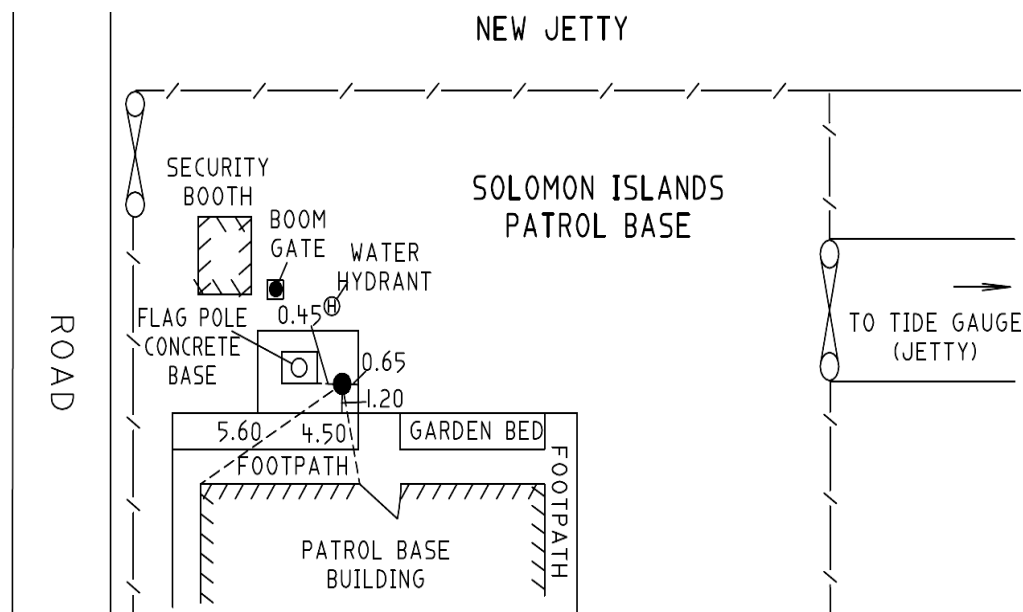 NEW JETTY
SECURITY
BOOTH
SOLOMON ISLANDS
PATROL BASE
BOOM
GATE
WATER
HYDRANT
H
0.45
FLAG POLE
CONCRETE
BASE
ROAD
TO TIDE GAUGE
(JETTY)
0.65
1.20
5.60
4.50
GARDEN BED
FOOTPATH
FOOTPATH
PATROL BASE
BUILDING